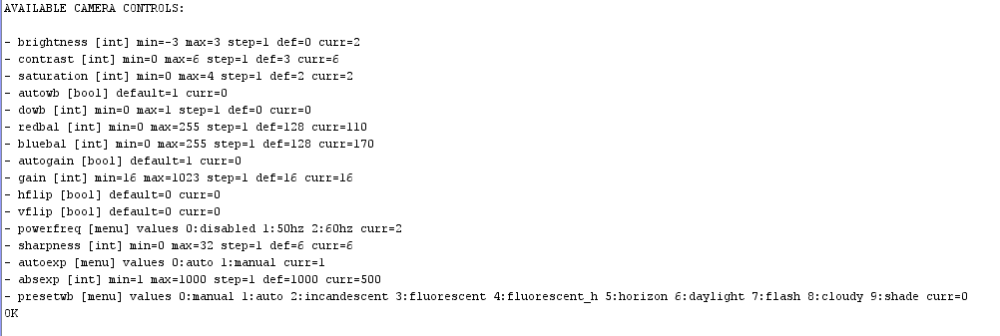 AVAILABLE CAMERA CONTROLS:
- brightness [int] min=-3 max=3 step=1 def=0 curr=2
- contrast [int] min=0 max=6 step=1 def=3 curr=6
- saturation [int] min=0 max=4 step=1 def=2 curr=2
- autowb [bool] default=1 curr=0
- dowb [int] min=0 max=1 step=1 def=0 curr=0
- redbal [int] min=0 max=255 step=1 def=128 curr=110
- bluebal [int] min=0 max=255 step=1 def=128 curr=170
- autogain [bool] default=1 curr=0
- gain [int] min=16 max=1023 step=1 def=16 curr=16
- hflip [bool] default=0 curr=0
- vflip [bool] default=0 curr=0
- powerfreq [menu] values 0:disabled 1:50hz 2:60hz curr=2
- sharpness [int] min=0 max=32 step=1 def=6 curr=6
- autoexp [menu] values 0:auto 1:manual curr=1
- absexp [int] min=1 max=1000 step=1 def=1000 curr=500
- presetwb [menu] values 0:manual 1:auto 2:incandescent 3:fluorescent 4:fluorescent_h 5:horizon 6:daylight 7:flash 8:cloudy 9:shade curr=0
OK